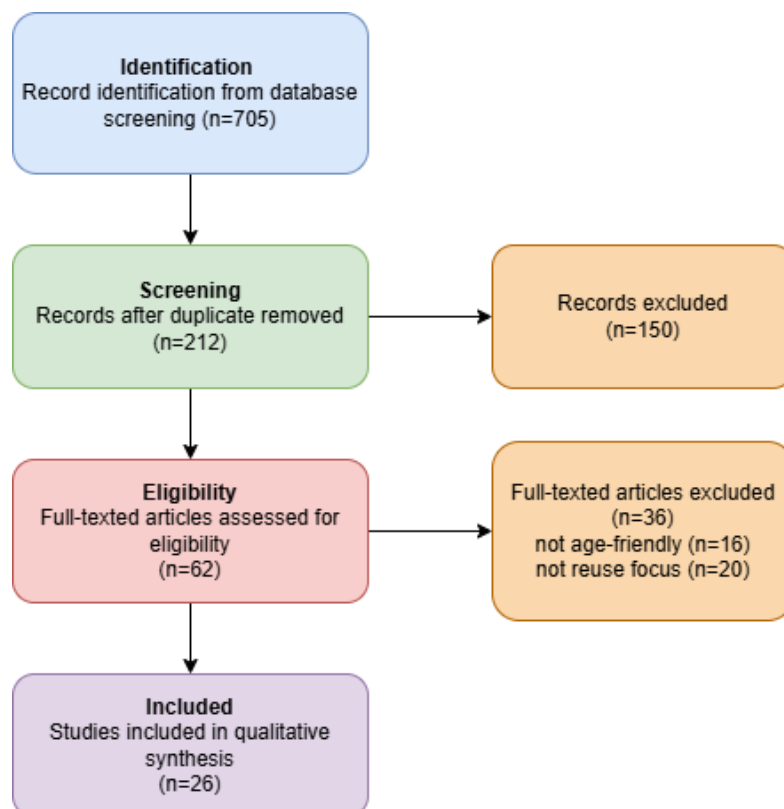 Identification
Record identification from database
screening (n=705)
Screening
Records after duplicate removed
(n=212)
Records excluded
(n=150)
Eligibility
Full-texted articles assessed for
eligibility
(n=62)
Full-texted articles excluded
(n=36)
not age-friendly (n=16)
not reuse focus (n=20)
Included
Studies included in qualitative
synthesis
(n=26)